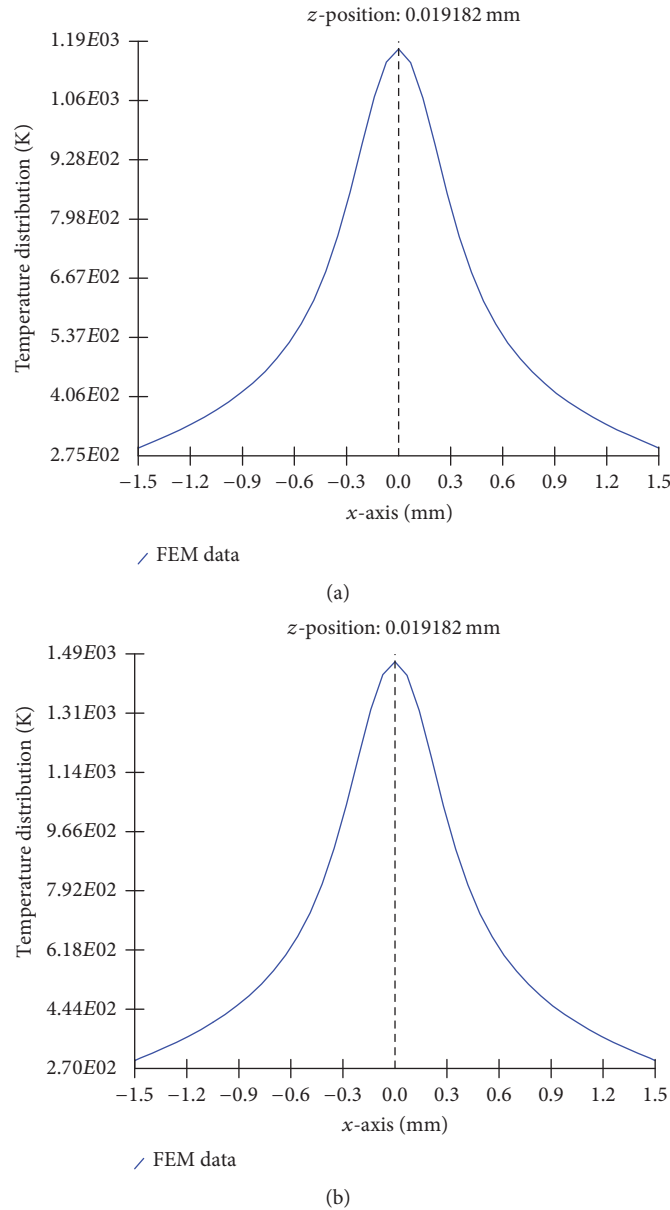 z-position: 0.019182 mm
1.19E03
1.06E03
9.28E02
7.98E02
6.67E02
5.37E02
4.06E02
2.75E02
Temperature distribution (K)
−1.5 −1.2 −0.9 −0.6 −0.3 0.0 0.3 0.6 0.9 1.2 1.5
x-axis (mm)
FEM data
(a)
z-position: 0.019182 mm
1.49E03
1.31E03
1.14E03
9.66E02
7.92E02
6.18E02
4.44E02
2.70E02
Temperature distribution (K)
−1.5 −1.2 −0.9 −0.6 −0.3 0.0 0.3 0.6 0.9 1.2 1.5
x-axis (mm)
FEM data
(b)